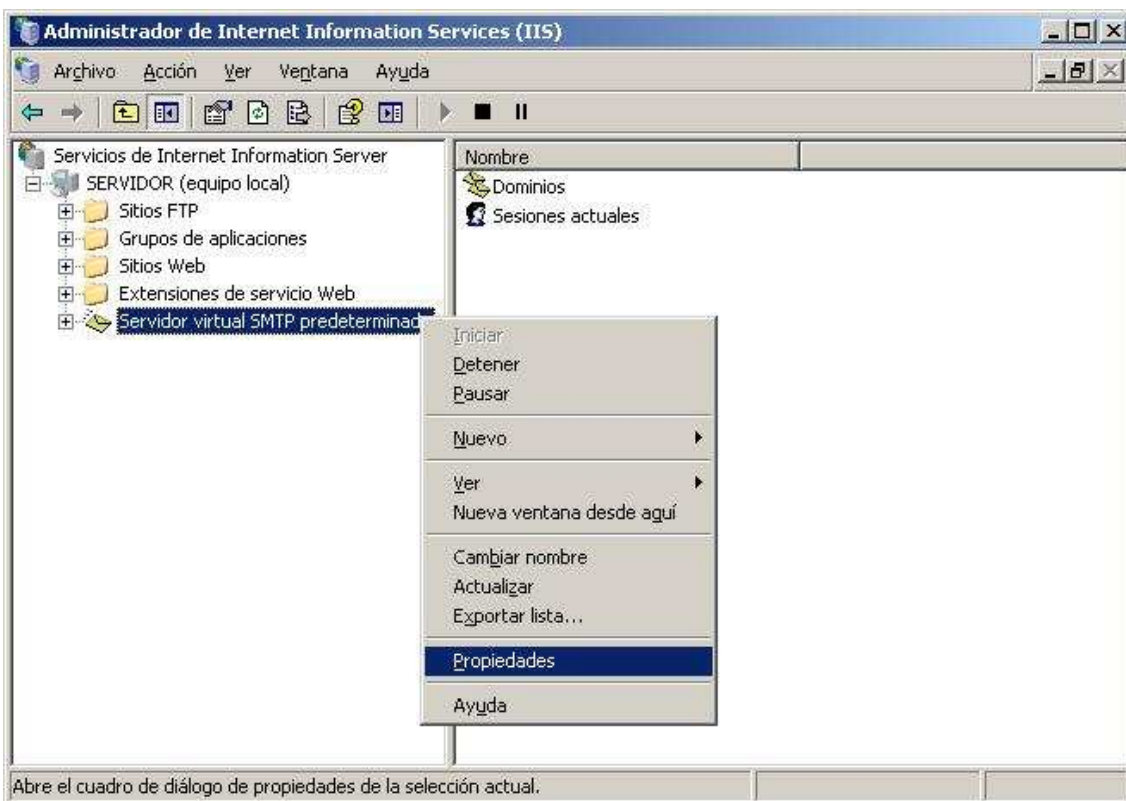 Administrador de Internet Information Services (IIS)
Archivo Acción Ver Ventana Ayuda
Servicios de Internet Information Server
SERVIDOR (equipo local)
Sitios FTP
Grupos de aplicaciones
Sitios Web
Extensiones de servicio Web
Servidor virtual SMTP predeterminad
Nombre
Dominios
Sesiones actuales
Iniciar
Detener
Pausar
Nuevo
Ver
Nueva ventana desde aquí
Cambiar nombre
Actualizar
Exportar lista...
Propiedades
Ayuda
Abre el cuadro de diálogo de propiedades de la selección actual.